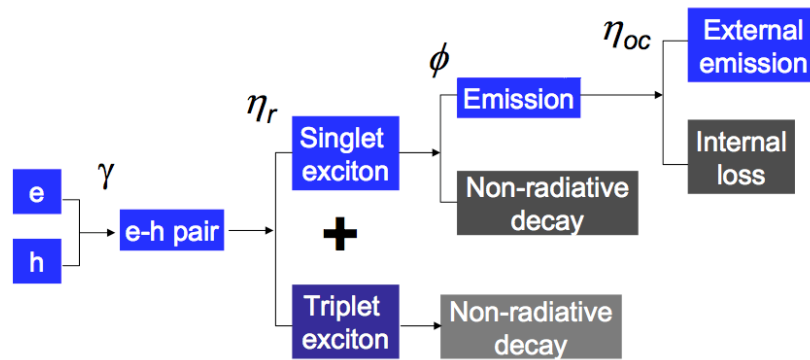 e
h
γ
e-h pair
η_r
Singlet
exciton
+
Triplet
exciton
ϕ
Emission
Non-radiative
decay
Non-radiative
decay
η_oc
External
emission
Internal
loss